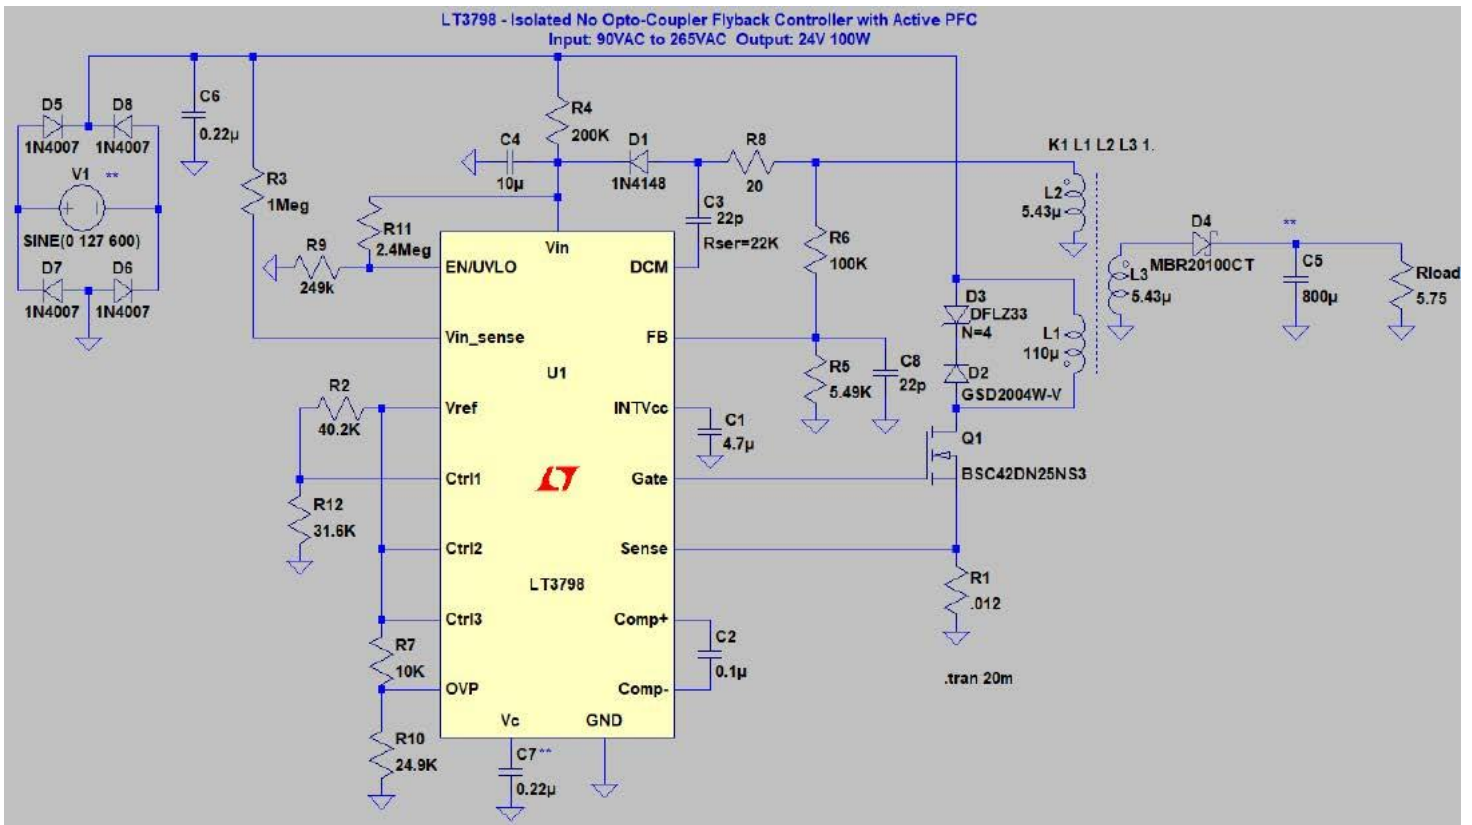 LT3798 - Isolated No Opto-Coupler Flyback Controller with Active PFC
Input: 90VAC to 265VAC Output: 24V 100W
D5
1N4007
D8
1N4007
V1
**
+
SINE(0 127 600)
D7
1N4007
D6
1N4007
C6
0.22µ
R3
1Meg
R4
200K
C4
10µ
D1
1N4148
R8
20
R11
2.4Meg
R9
249k
C3
22p
Rser=22K
R6
100K
R5
5.49K
C8
22p
K1 L1 L2 L3 1.
L2
5.43µ
L3
5.43µ
D4
MBR20100CT
**
C5
800µ
Rload
5.75
D3
DFLZ33
N=4
L1
110µ
D2
GSD2004W-V
Q1
BSC42DN25NS3
R1
.012
.tran 20m
R2
40.2K
R12
31.6K
R7
10K
R10
24.9K
C1
4.7µ
C2
0.1µ
C7
**
0.22µ
Vin
EN/UVLO
DCM
Vin_sense
FB
U1
Vref
INTVcc
Ctrl1
Gate
Ctrl2
Sense
LT3798
Ctrl3
Comp+
OVP
Comp-
Vc
GND